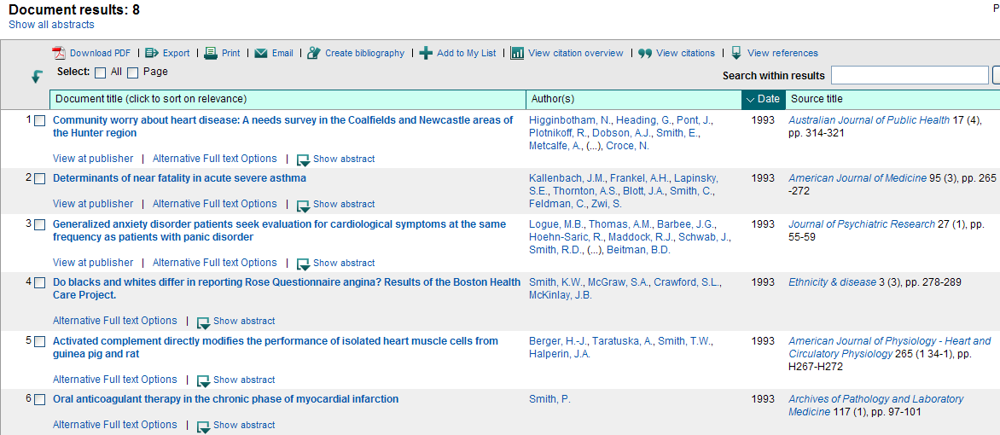 Document results: 8
P
Show all abstracts
Download PDF | Export | Print | Email | Create bibliography | Add to My List | View citation overview | View citations | View references
Select: All Page
Search within results
Document title (click to sort on relevance) Author(s) Date Source title
1 Community worry about heart disease: A needs survey in the Coalfields and Newcastle areas of Higginbotham, N., Heading, G., Pont, J., 1993 Australian Journal of Public Health 17 (4),
the Hunter region Plotnikoff, R., Dobson, A.J., Smith, E., pp. 314-321
Metcalfe, A., (...), Croce, N.
View at publisher | Alternative Full text Options | Show abstract
2 Determinants of near fatality in acute severe asthma Kallenbach, J.M., Frankel, A.H., Lapinsky, 1993 American Journal of Medicine 95 (3), pp. 265
S.E., Thornton, A.S., Blott, J.A., Smith, C., -272
View at publisher | Alternative Full text Options | Show abstract Feldman, C., Zwi, S.
3 Generalized anxiety disorder patients seek evaluation for cardiological symptoms at the same Logue, M.B., Thomas, A.M., Barbee, J.G., 1993 Journal of Psychiatric Research 27 (1), pp.
frequency as patients with panic disorder Hoehn-Saric, R., Maddock, R.J., Schwab, J., 55-59
Smith, R.D., (...), Beitman, B.D.
View at publisher | Alternative Full text Options | Show abstract
4 Do blacks and whites differ in reporting Rose Questionnaire angina? Results of the Boston Health Smith, K.W., McGraw, S.A., Crawford, S.L., 1993 Ethnicity & disease 3 (3), pp. 278-289
Care Project. McKinlay, J.B.
Alternative Full text Options | Show abstract
5 Activated complement directly modifies the performance of isolated heart muscle cells from Berger, H.-J., Taratuska, A., Smith, T.W., 1993 American Journal of Physiology - Heart and
guinea pig and rat Halperin, J.A. Circulatory Physiology 265 (1 34-1), pp.
H267-H272
Alternative Full text Options | Show abstract
6 Oral anticoagulant therapy in the chronic phase of myocardial infarction Smith, P. 1993 Archives of Pathology and Laboratory
Medicine 117 (1), pp. 97-101
Alternative Full text Options | Show abstract